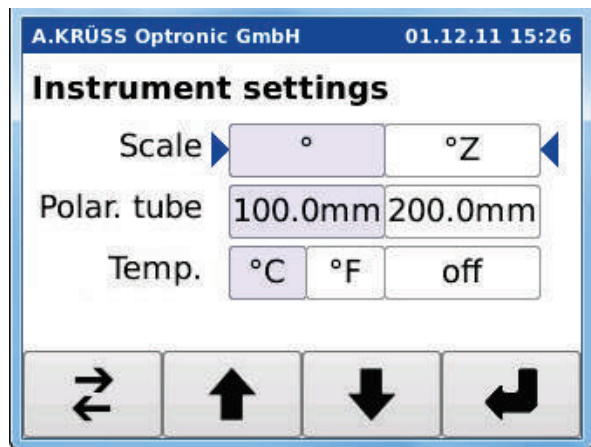 A.KRÜSS Optronic GmbH 01.12.11 15:26
Instrument settings
Scale ° °Z
Polar. tube 100.0mm 200.0mm
Temp. °C °F off